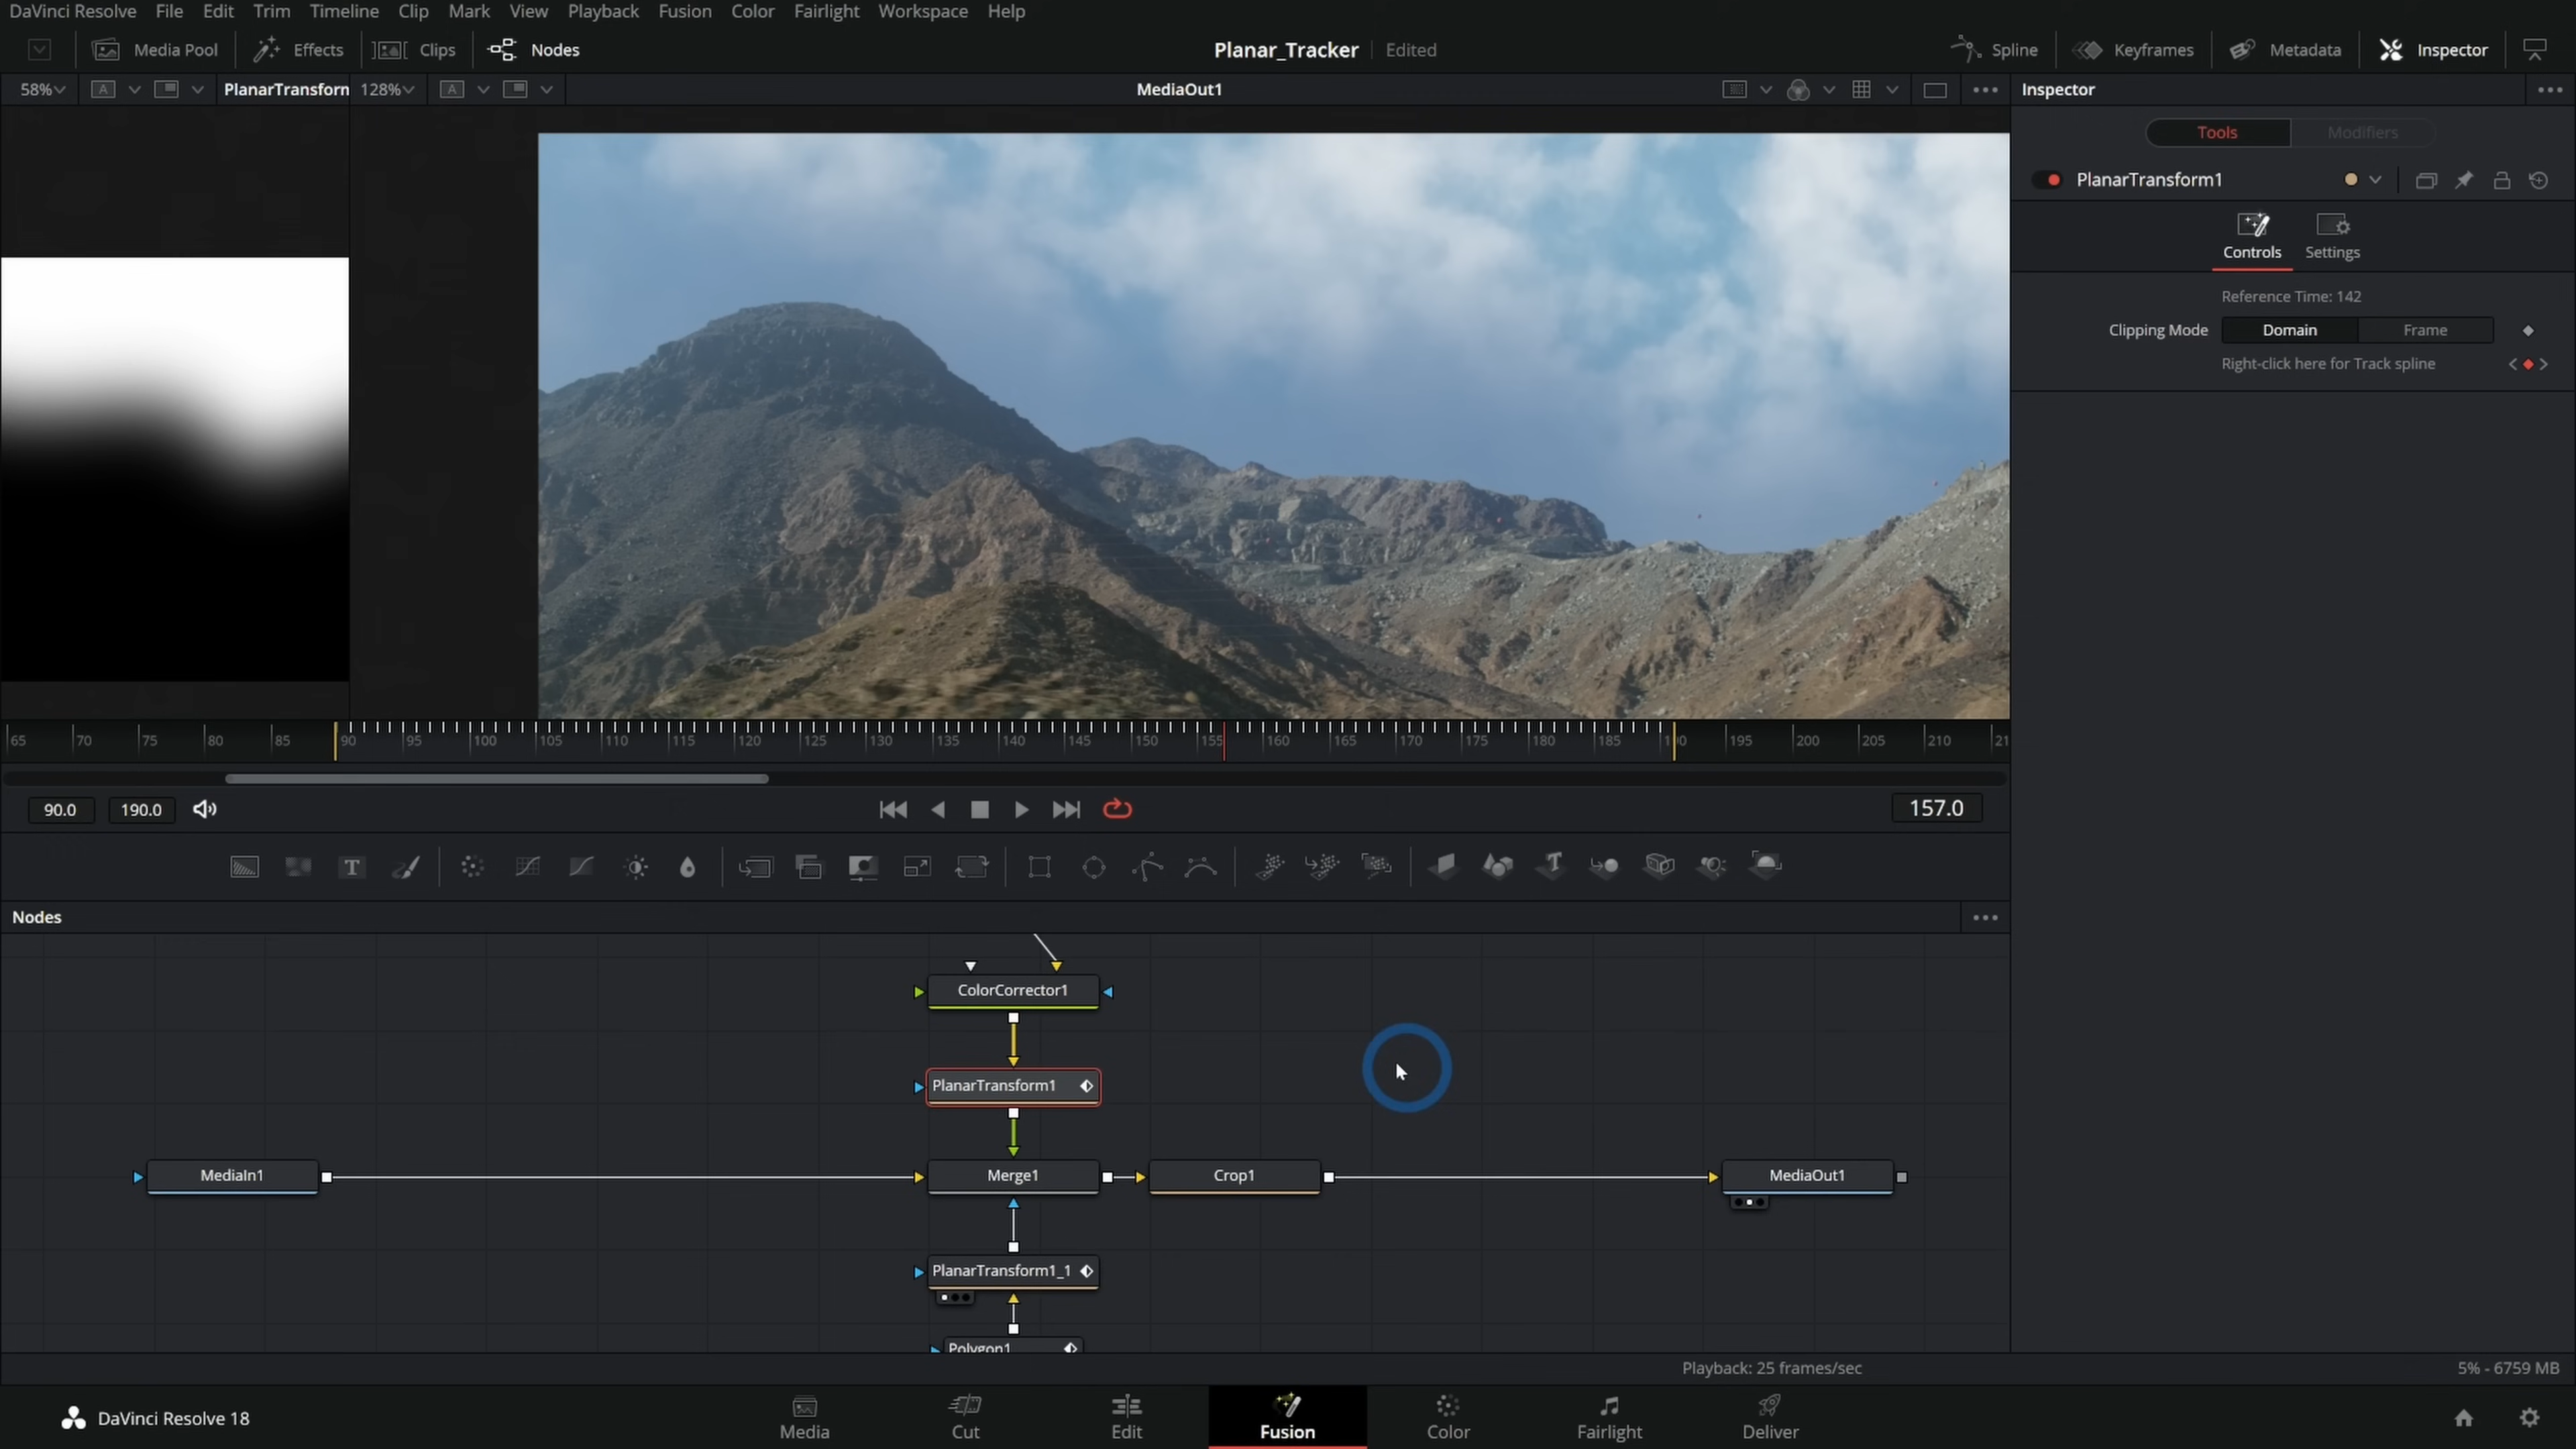 DaVinci Resolve File Edit Trim Timeline Clip Mark View Playback Fusion Color Fairlight Workspace Help
Media Pool Effects Clips Nodes Planar_Tracker Edited Spline Keyframes Metadata Inspector
58% A PlanarTransforn 128% A MediaOut1 Inspector
Tools Modifiers
PlanarTransform1
Controls Settings
Reference Time: 142
Clipping Mode Domain Frame
Right-click here for Track spline
65 70 75 80 85 90 95 100 105 110 115 120 125 130 135 140 145 150 155 160 165 170 175 180 185 190 195 200 205 210 21
90.0 190.0 157.0
T T
Nodes
ColorCorrector1
PlanarTransform1
MediaIn1 Merge1 Crop1 MediaOut1
PlanarTransform1_1
Polygon1
Playback: 25 frames/sec 5% - 6759 MB
DaVinci Resolve 18 Media Cut Edit Fusion Color Fairlight Deliver